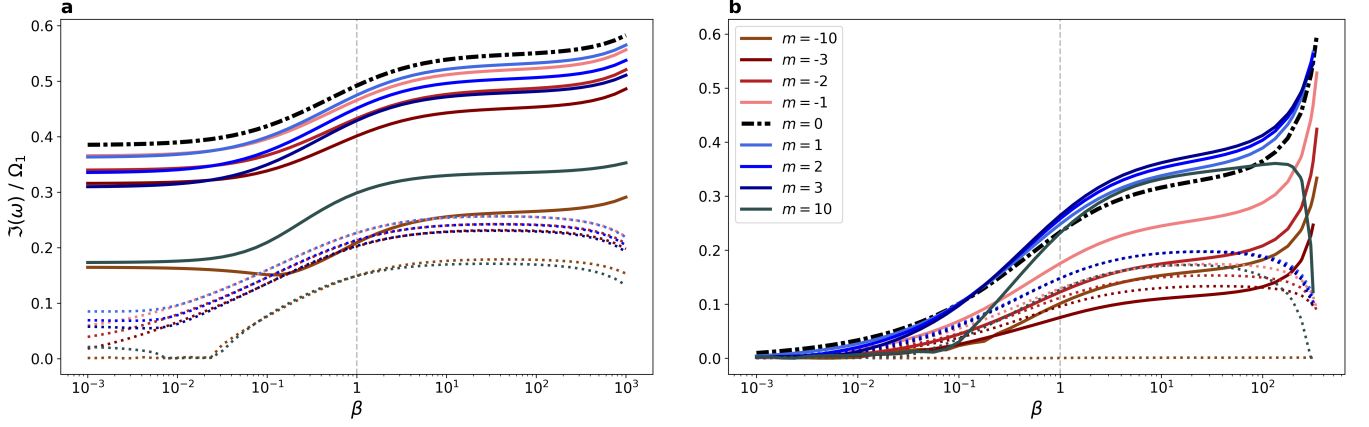 a
ℑ(ω) / Ω₁
0.6
0.5
0.4
0.3
0.2
0.1
0.0
10⁻³ 10⁻² 10⁻¹ 1 10¹ 10² 10³
β
b
0.6
0.5
0.4
0.3
0.2
0.1
0.0
m = -10
m = -3
m = -2
m = -1
m = 0
m = 1
m = 2
m = 3
m = 10
10⁻³ 10⁻² 10⁻¹ 1 10¹ 10²
β